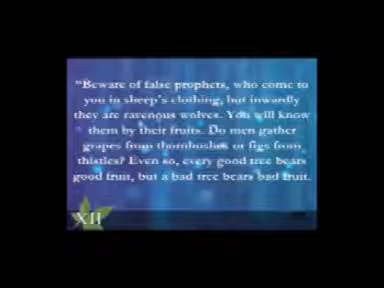 "Beware of false prophets, who come to
you in sheep's clothing, but inwardly
they are ravenous wolves. You will know
them by their fruits. Do men gather
grapes from thornbushes or figs from
thistles? Even so, every good tree bears
good fruit, but a bad tree bears bad fruit.
XII